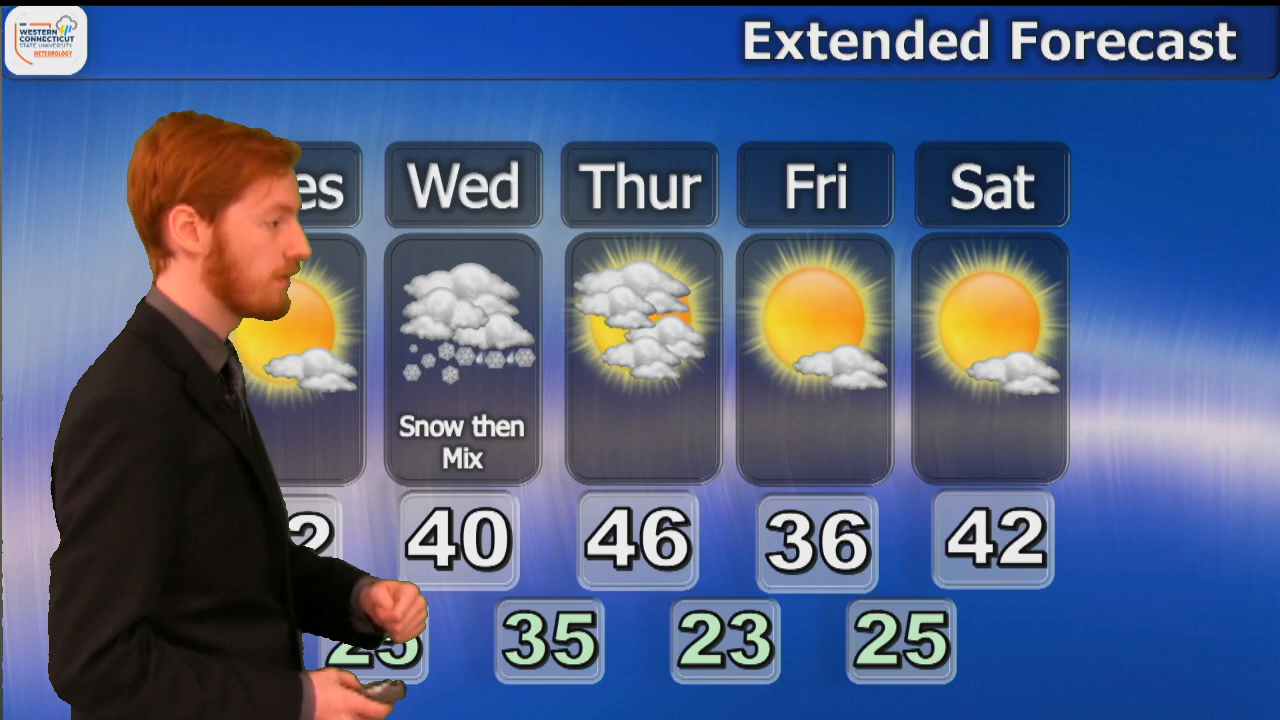 WESTERN
CONNECTICUT
STATE UNIVERSITY
METEOROLOGY
Extended Forecast
Wed Thur Fri Sat
Snow then
Mix
40 46 36 42
25 35 23 25